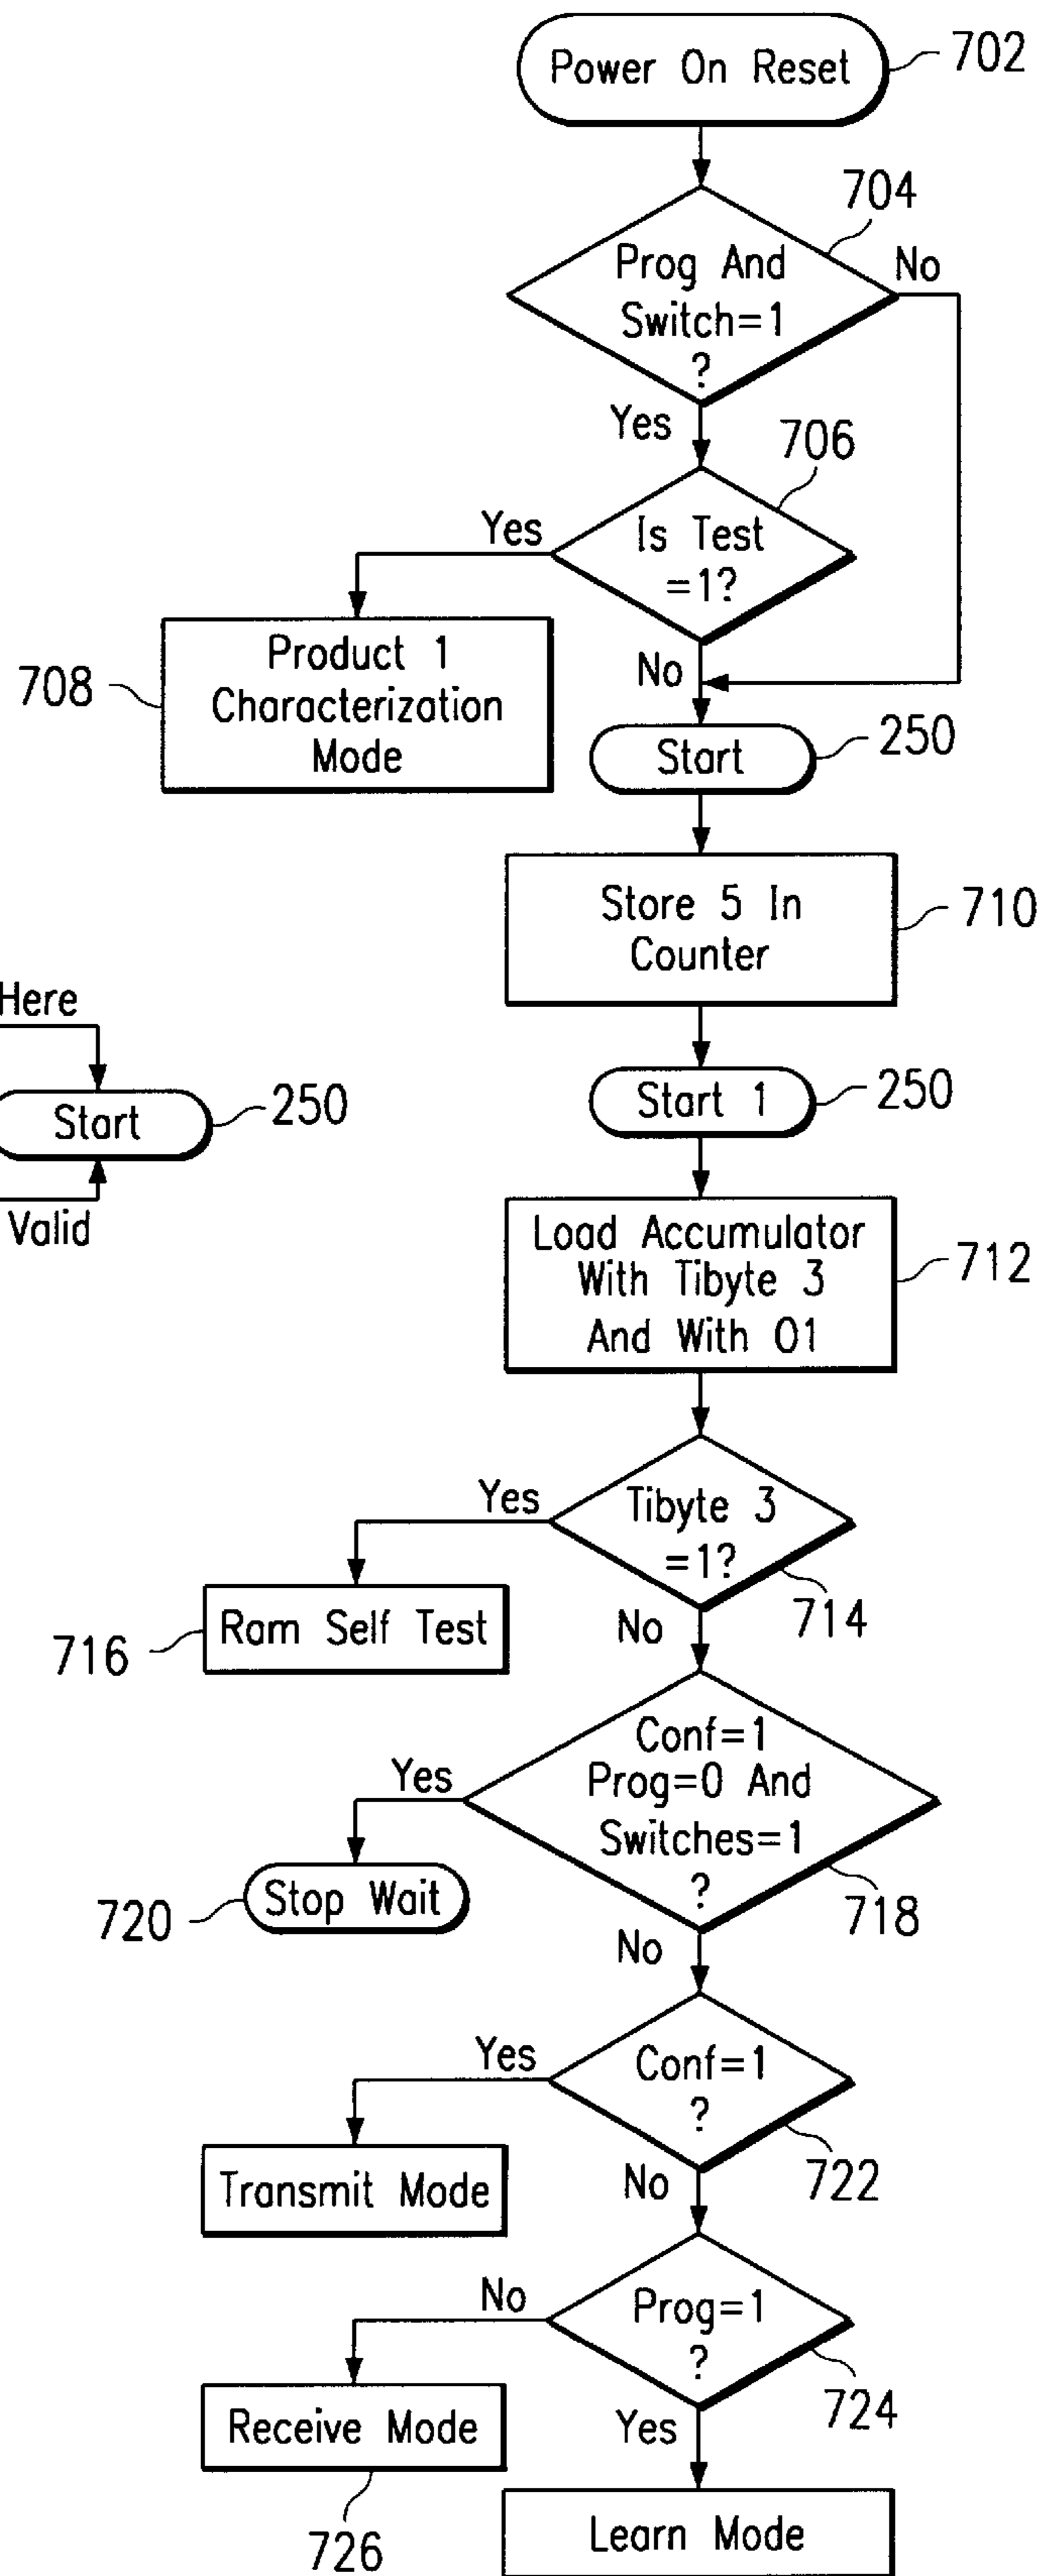 Power On Reset
702
704
Prog And
Switch=1
?
No
Yes
706
Is Test
=1?
Yes
No
Product 1
Characterization
Mode
708
Start
250
Store 5 In
Counter
710
Here
Start
250
Valid
Start 1
250
Load Accumulator
With Tibyte 3
And With 01
712
Tibyte 3
=1?
Yes
714
No
Ram Self Test
716
Conf=1
Prog=0 And
Switches=1
?
Yes
718
No
Stop Wait
720
Conf=1
?
Yes
722
No
Transmit Mode
Prog=1
?
No
724
Yes
Receive Mode
726
Learn Mode